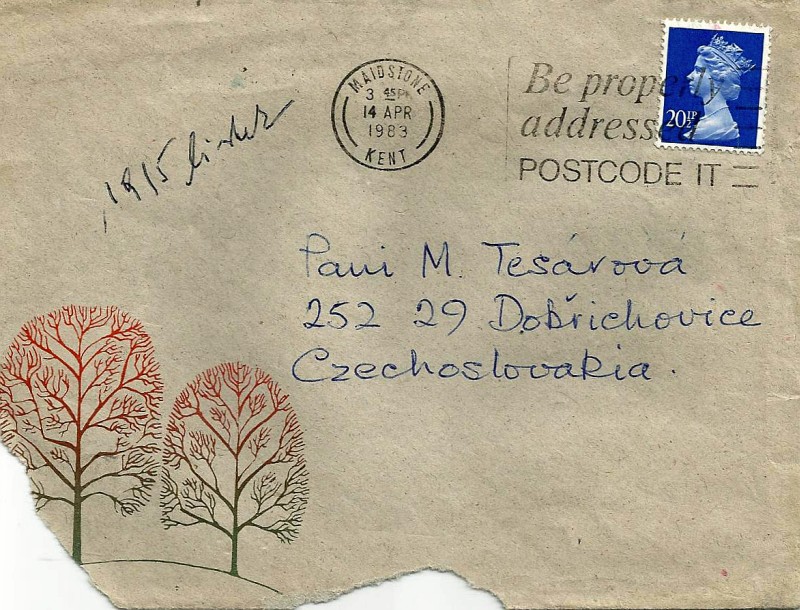 MAIDSTONE
3 45PM
14 APR
1983
KENT
Be properly
addressed
POSTCODE IT
20½P
1915
Pani M. Tesárová
252 29 Dobřichovice
Czechoslovakia.